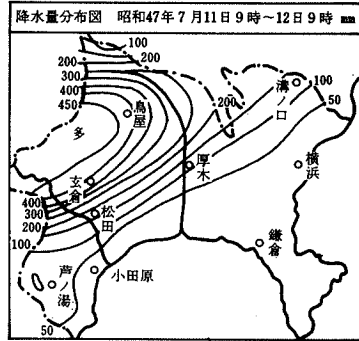 降水量分布図 昭和47年7月11日9時～12日9時 mm
100
200
200
300
400
450
多
鳥屋
200
溝ノ口
100
50
厚木
横浜
玄倉
松田
400
300
200
100
鎌倉
小田原
芦ノ湯
50